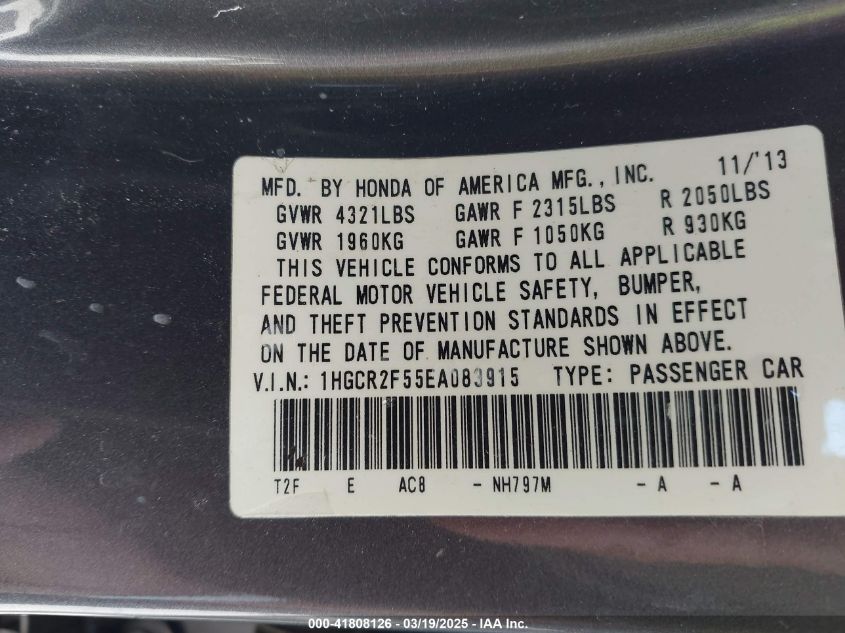 MFD. BY HONDA OF AMERICA MFG., INC. 11/'13
GVWR 4321LBS GAWR F 2315LBS R 2050LBS
GVWR 1960KG GAWR F 1050KG R 930KG
THIS VEHICLE CONFORMS TO ALL APPLICABLE
FEDERAL MOTOR VEHICLE SAFETY, BUMPER,
AND THEFT PREVENTION STANDARDS IN EFFECT
ON THE DATE OF MANUFACTURE SHOWN ABOVE.
V.I.N.: 1HGCR2F55EA083915 TYPE: PASSENGER CAR
T2F E AC8 - NH797M - A - A
000-41808126 - 03/19/2025 - IAA Inc.